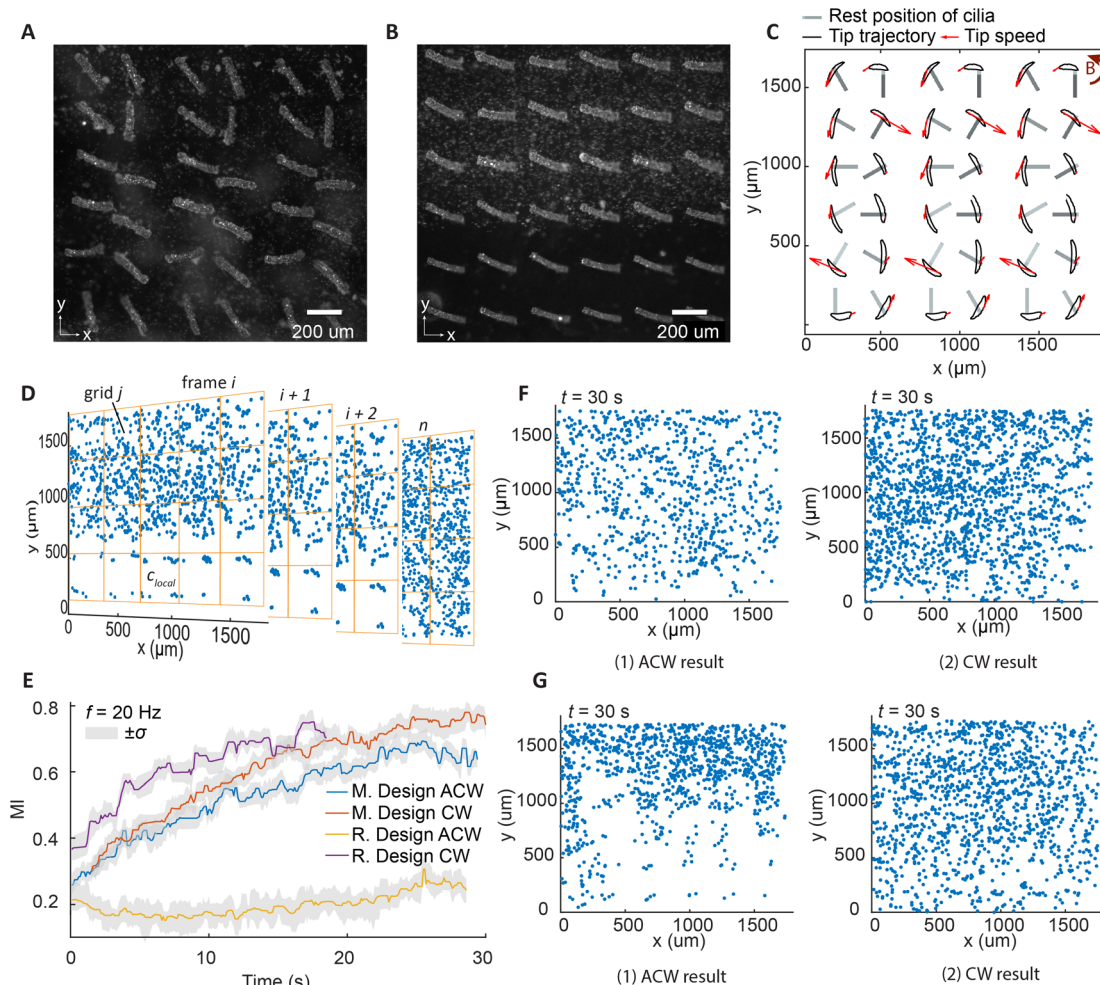 A
y
x
200 um
B
y
x
200 um
C
Rest position of cilia
Tip trajectory
Tip speed
B
1500
1000
500
y (µm)
500
1000
1500
x (µm)
D
grid j
frame i
i + 1
i + 2
n
1500
1000
500
0
y (µm)
c_local
0
500
1000
1500
x (µm)
E
f = 20 Hz
±σ
0.8
0.6
0.4
0.2
MI
M. Design ACW
M. Design CW
R. Design ACW
R. Design CW
0
10
20
30
Time (s)
F
t = 30 s
1500
1000
500
0
y (µm)
0
500
1000
1500
x (µm)
(1) ACW result
t = 30 s
1500
1000
500
0
y (µm)
0
500
1000
1500
x (µm)
(2) CW result
G
t = 30 s
1500
1000
500
0
y (um)
0
500
1000
1500
x (um)
(1) ACW result
t = 30 s
1500
1000
500
0
y (um)
0
500
1000
1500
x (um)
(2) CW result